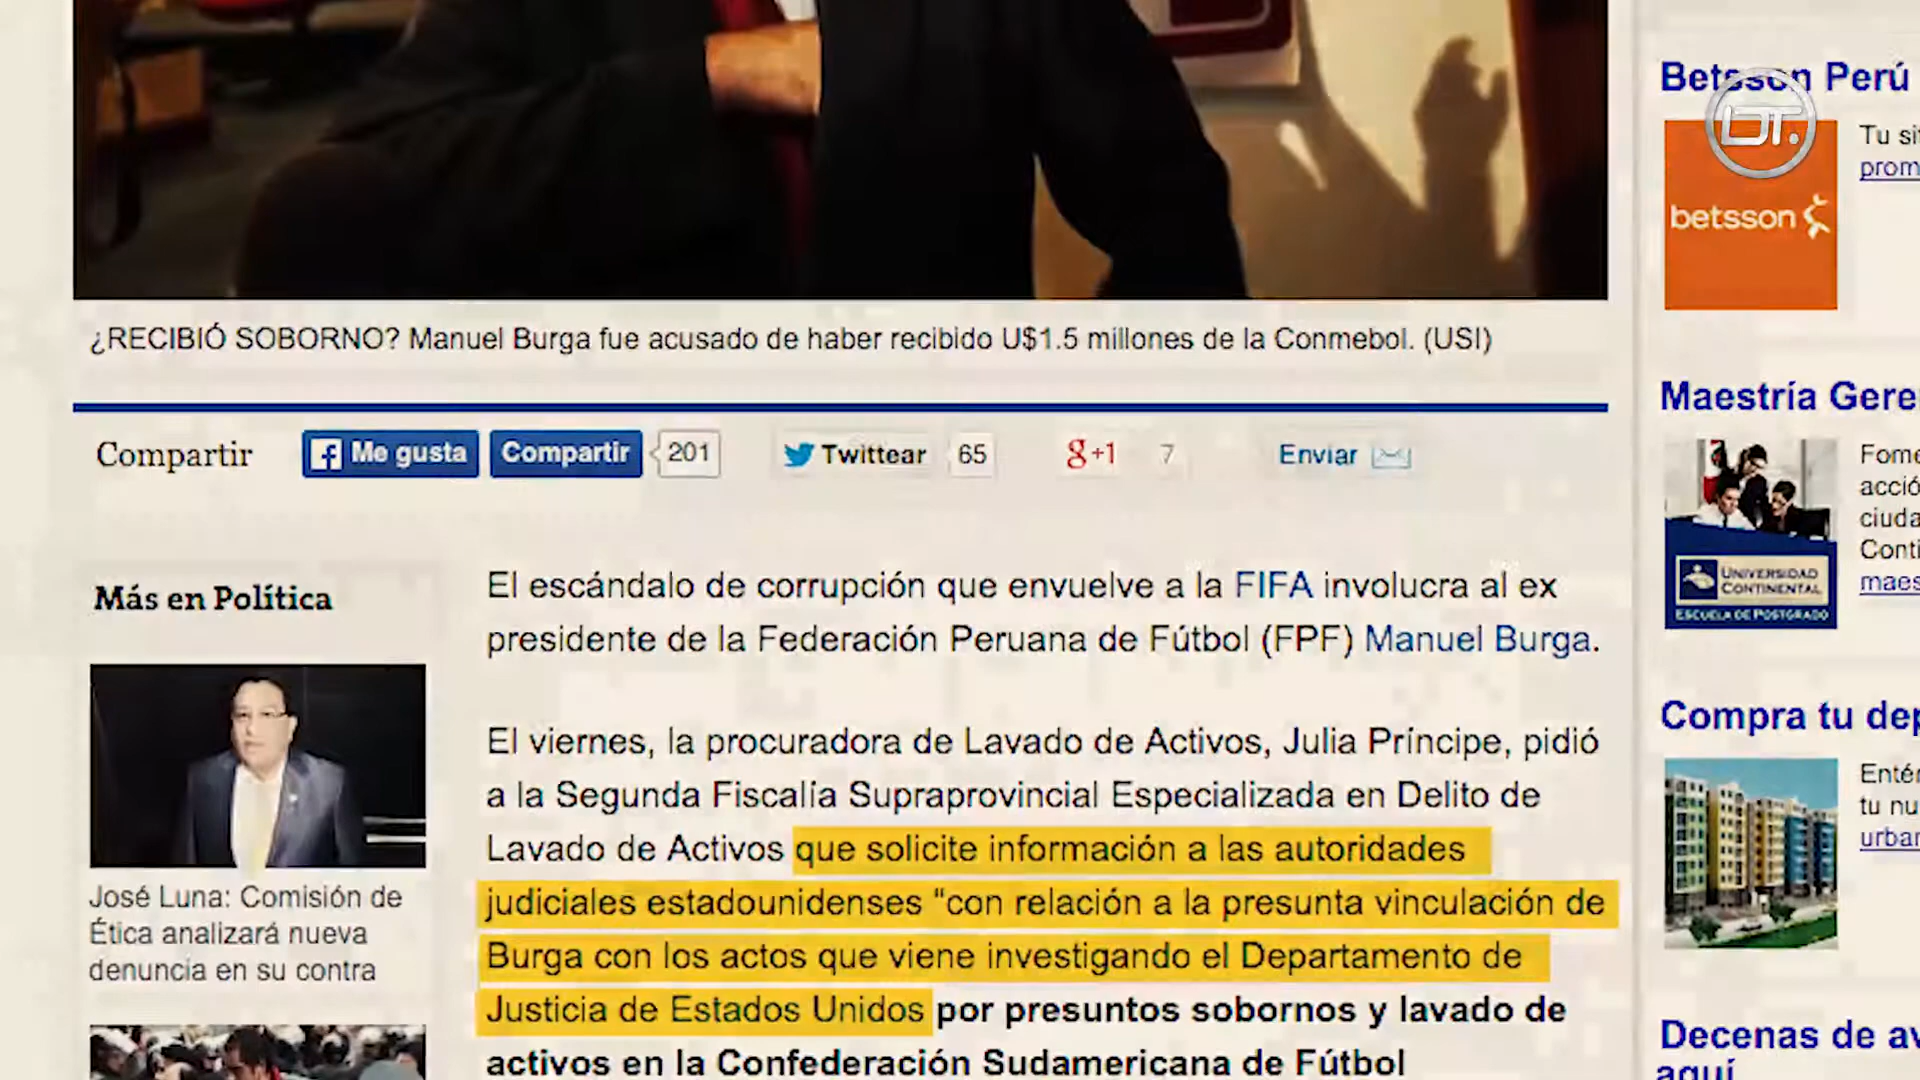 ¿RECIBIÓ SOBORNO? Manuel Burga fue acusado de haber recibido U$1.5 millones de la Conmebol. (USI)
Compartir
Me gusta
Compartir
201
Twittear
65
g+1
7
Enviar
Más en Política
José Luna: Comisión de
Ética analizará nueva
denuncia en su contra
El escándalo de corrupción que envuelve a la FIFA involucra al ex
presidente de la Federación Peruana de Fútbol (FPF) Manuel Burga.
El viernes, la procuradora de Lavado de Activos, Julia Príncipe, pidió
a la Segunda Fiscalía Supraprovincial Especializada en Delito de
Lavado de Activos que solicite información a las autoridades
judiciales estadounidenses “con relación a la presunta vinculación de
Burga con los actos que viene investigando el Departamento de
Justicia de Estados Unidos por presuntos sobornos y lavado de
activos en la Confederación Sudamericana de Fútbol
Betsson Perú
BT.
betsson
Tu si
prom
Maestría Gere
UNIVERSIDAD
CONTINENTAL
ESCUELA DE POSTGRADO
Fome
acció
ciuda
Conti
maes
Compra tu dep
Entér
tu nu
urban
Decenas de av
aquí